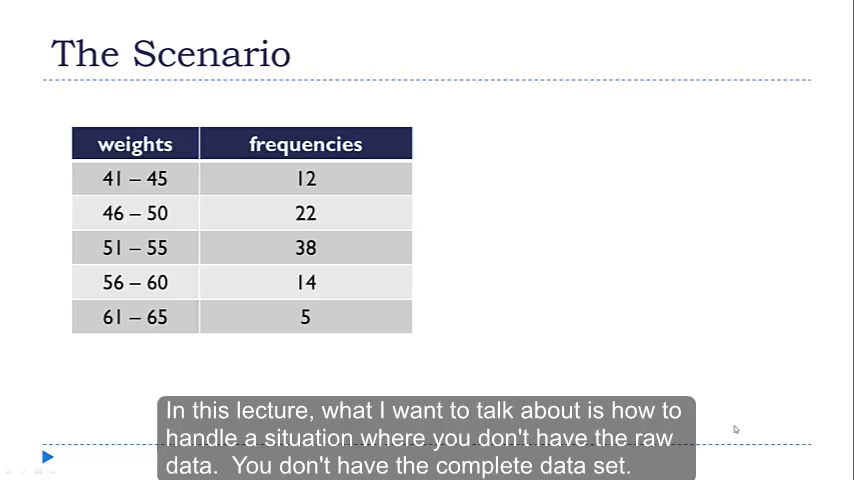 The Scenario
weights frequencies
41 – 45 12
46 – 50 22
51 – 55 38
56 – 60 14
61 – 65 5
In this lecture, what I want to talk about is how to
handle a situation where you don't have the raw
data.  You don't have the complete data set.